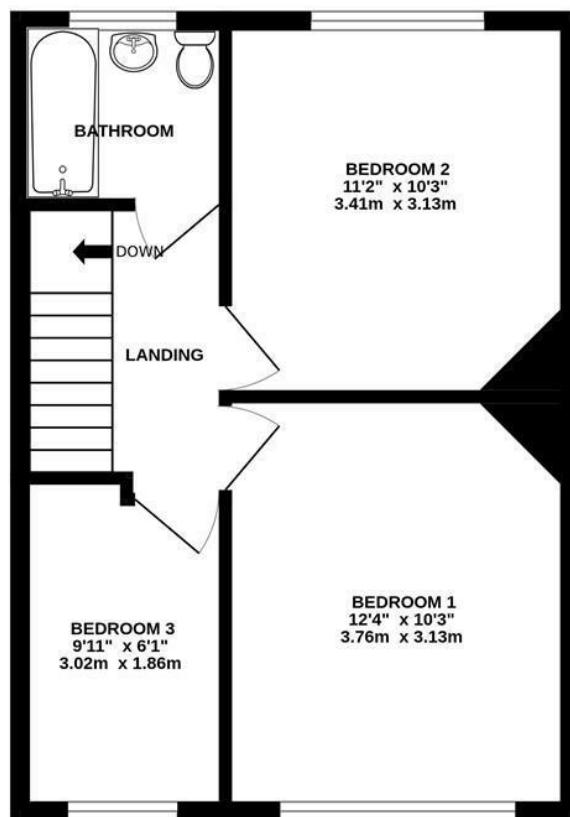 BATHROOM
BEDROOM 2
11'2" x 10'3"
3.41m x 3.13m
DOWN
LANDING
BEDROOM 1
12'4" x 10'3"
3.76m x 3.13m
BEDROOM 3
9'11" x 6'1"
3.02m x 1.86m